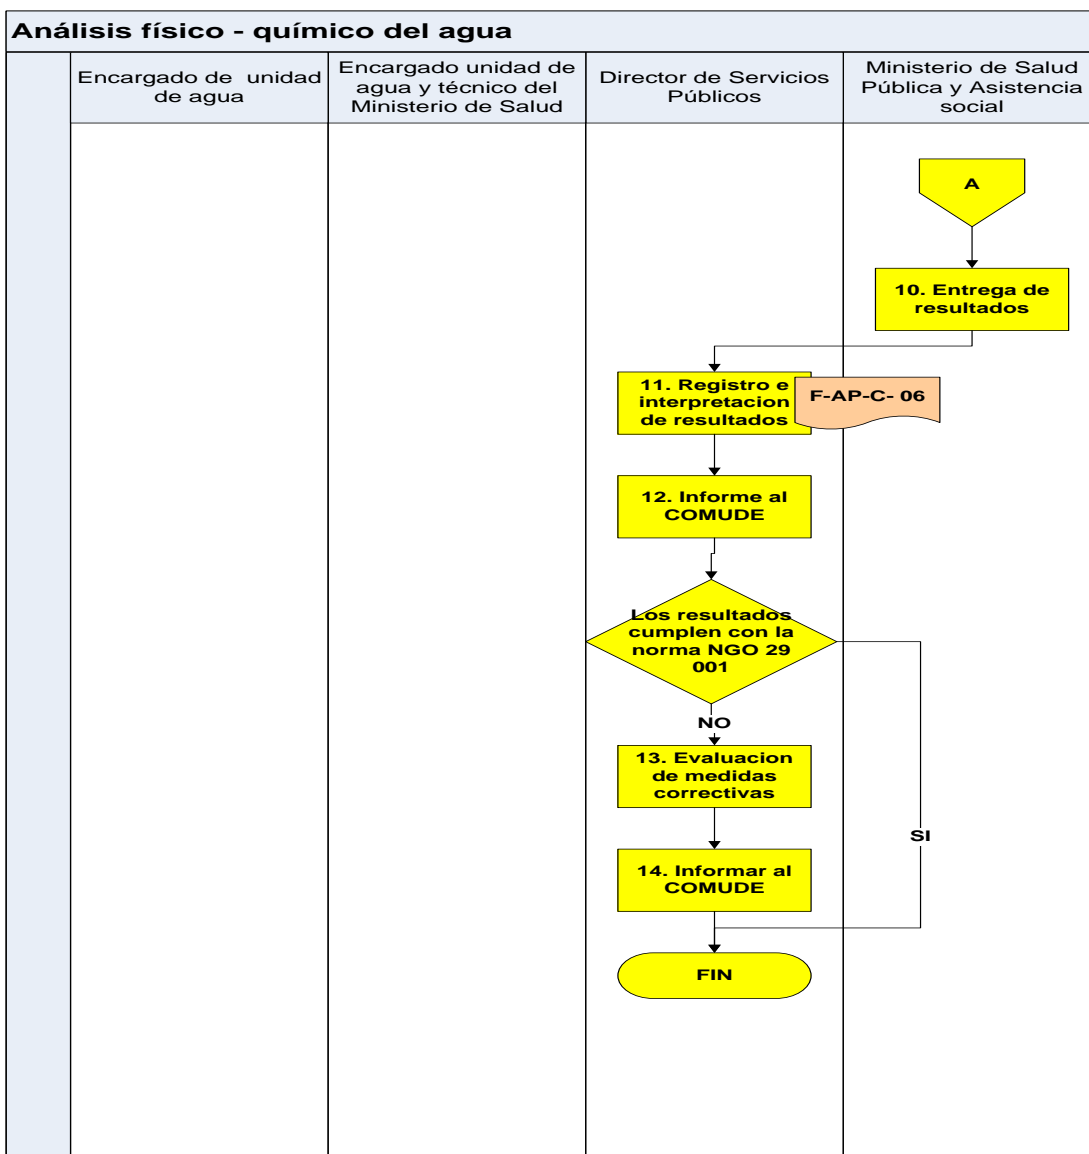 Análisis físico - químico del agua
Encargado de unidad
de agua
Encargado unidad de
agua y técnico del
Ministerio de Salud
Director de Servicios
Públicos
Ministerio de Salud
Pública y Asistencia
social
A
10. Entrega de
resultados
11. Registro e
interpretacion
de resultados
F-AP-C- 06
12. Informe al
COMUDE
Los resultados
cumplen con la
norma NGO 29
001
NO
13. Evaluacion
de medidas
correctivas
SI
14. Informar al
COMUDE
FIN